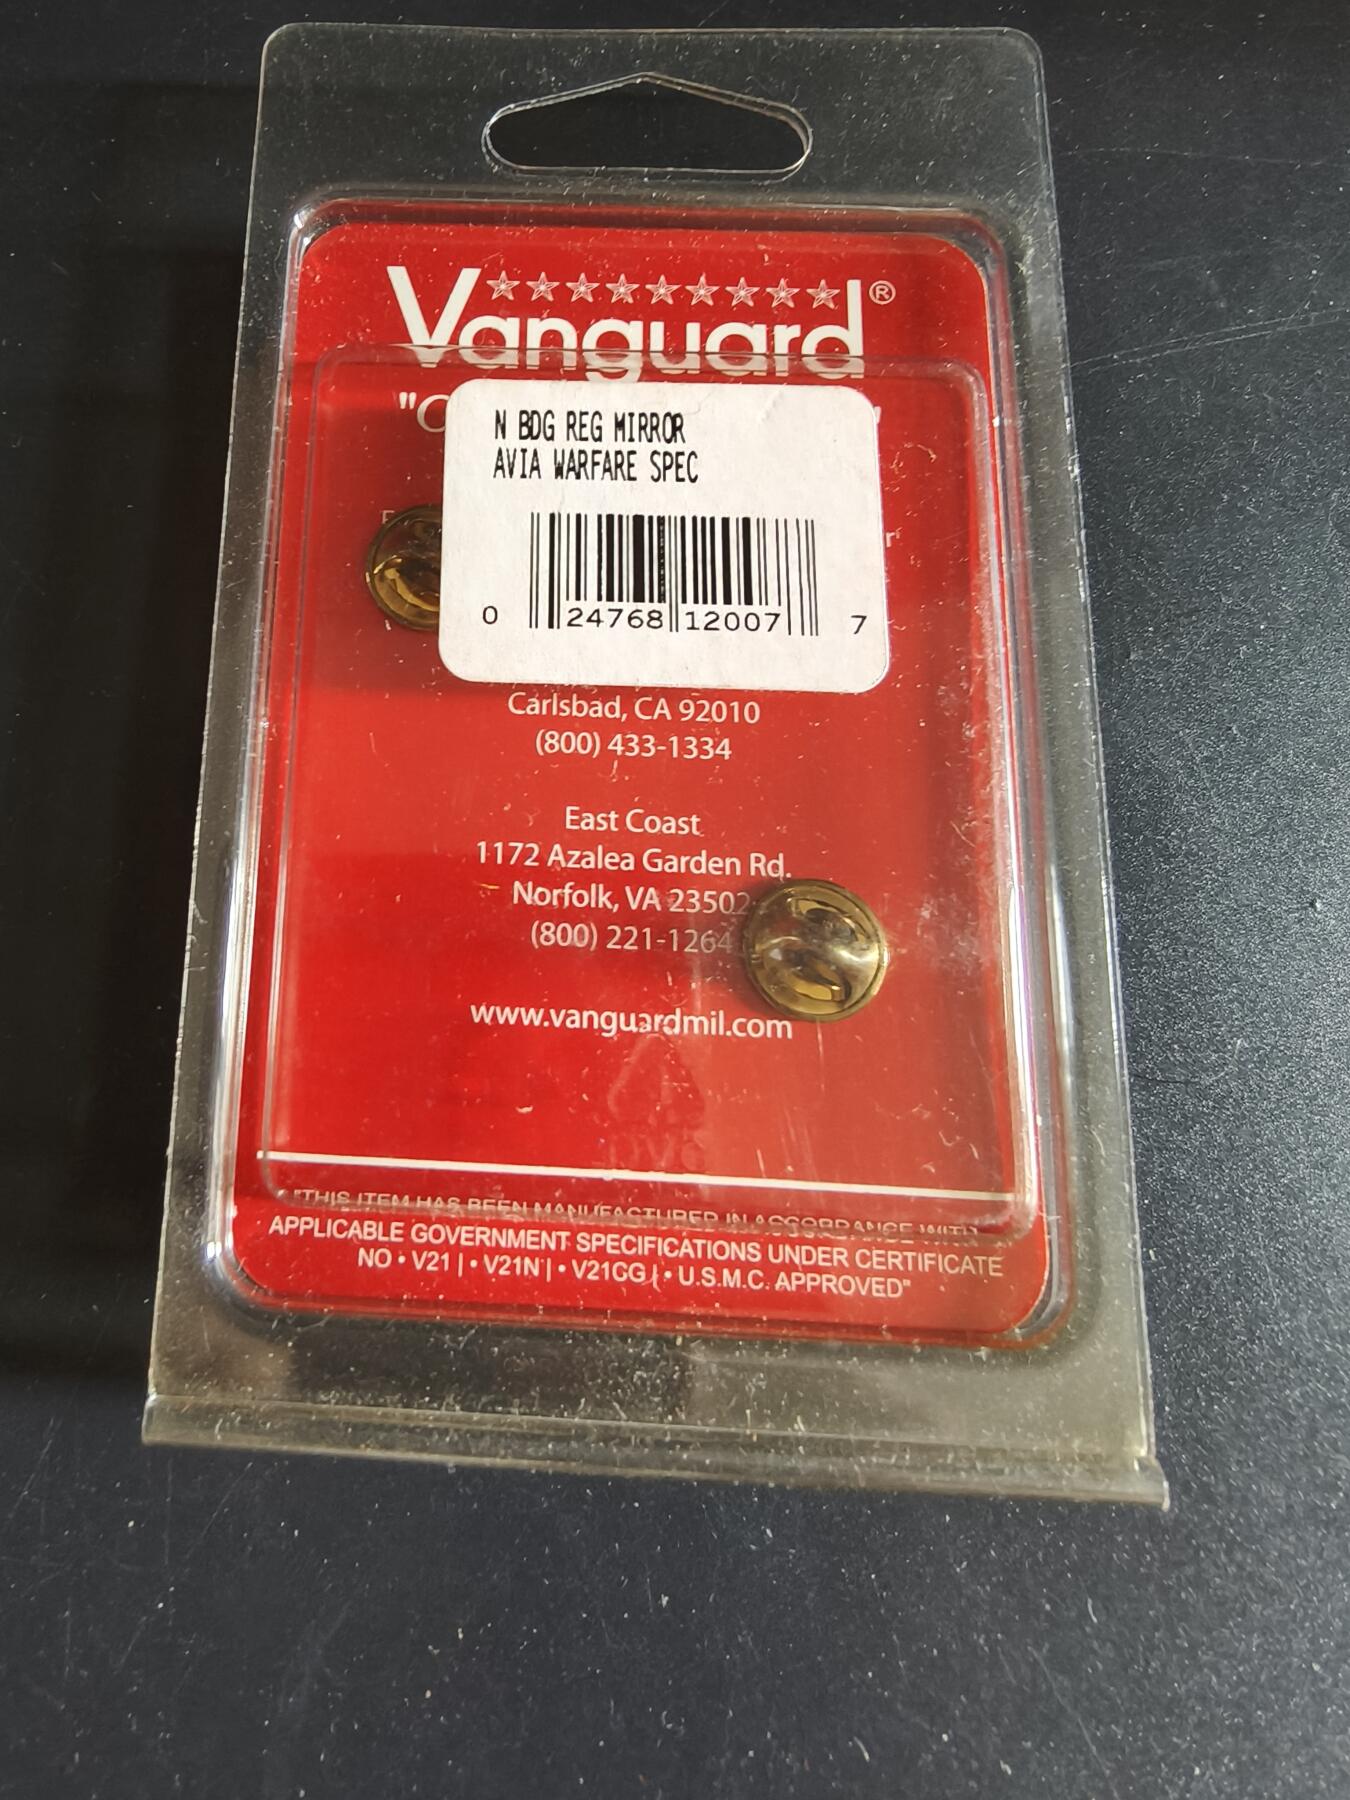 Vanguard®
N BDG REG MIRROR
AVIA WARFARE SPEC
0 24768 12007 7
Carlsbad, CA 92010
(800) 433-1334
East Coast
1172 Azalea Garden Rd.
Norfolk, VA 23502
(800) 221-1264
www.vanguardmil.com
"THIS ITEM HAS BEEN MANUFACTURED IN ACCORDANCE WITH
APPLICABLE GOVERNMENT SPECIFICATIONS UNDER CERTIFICATE
NO • V21 | • V21N | • V21CG | • U.S.M.C. APPROVED"